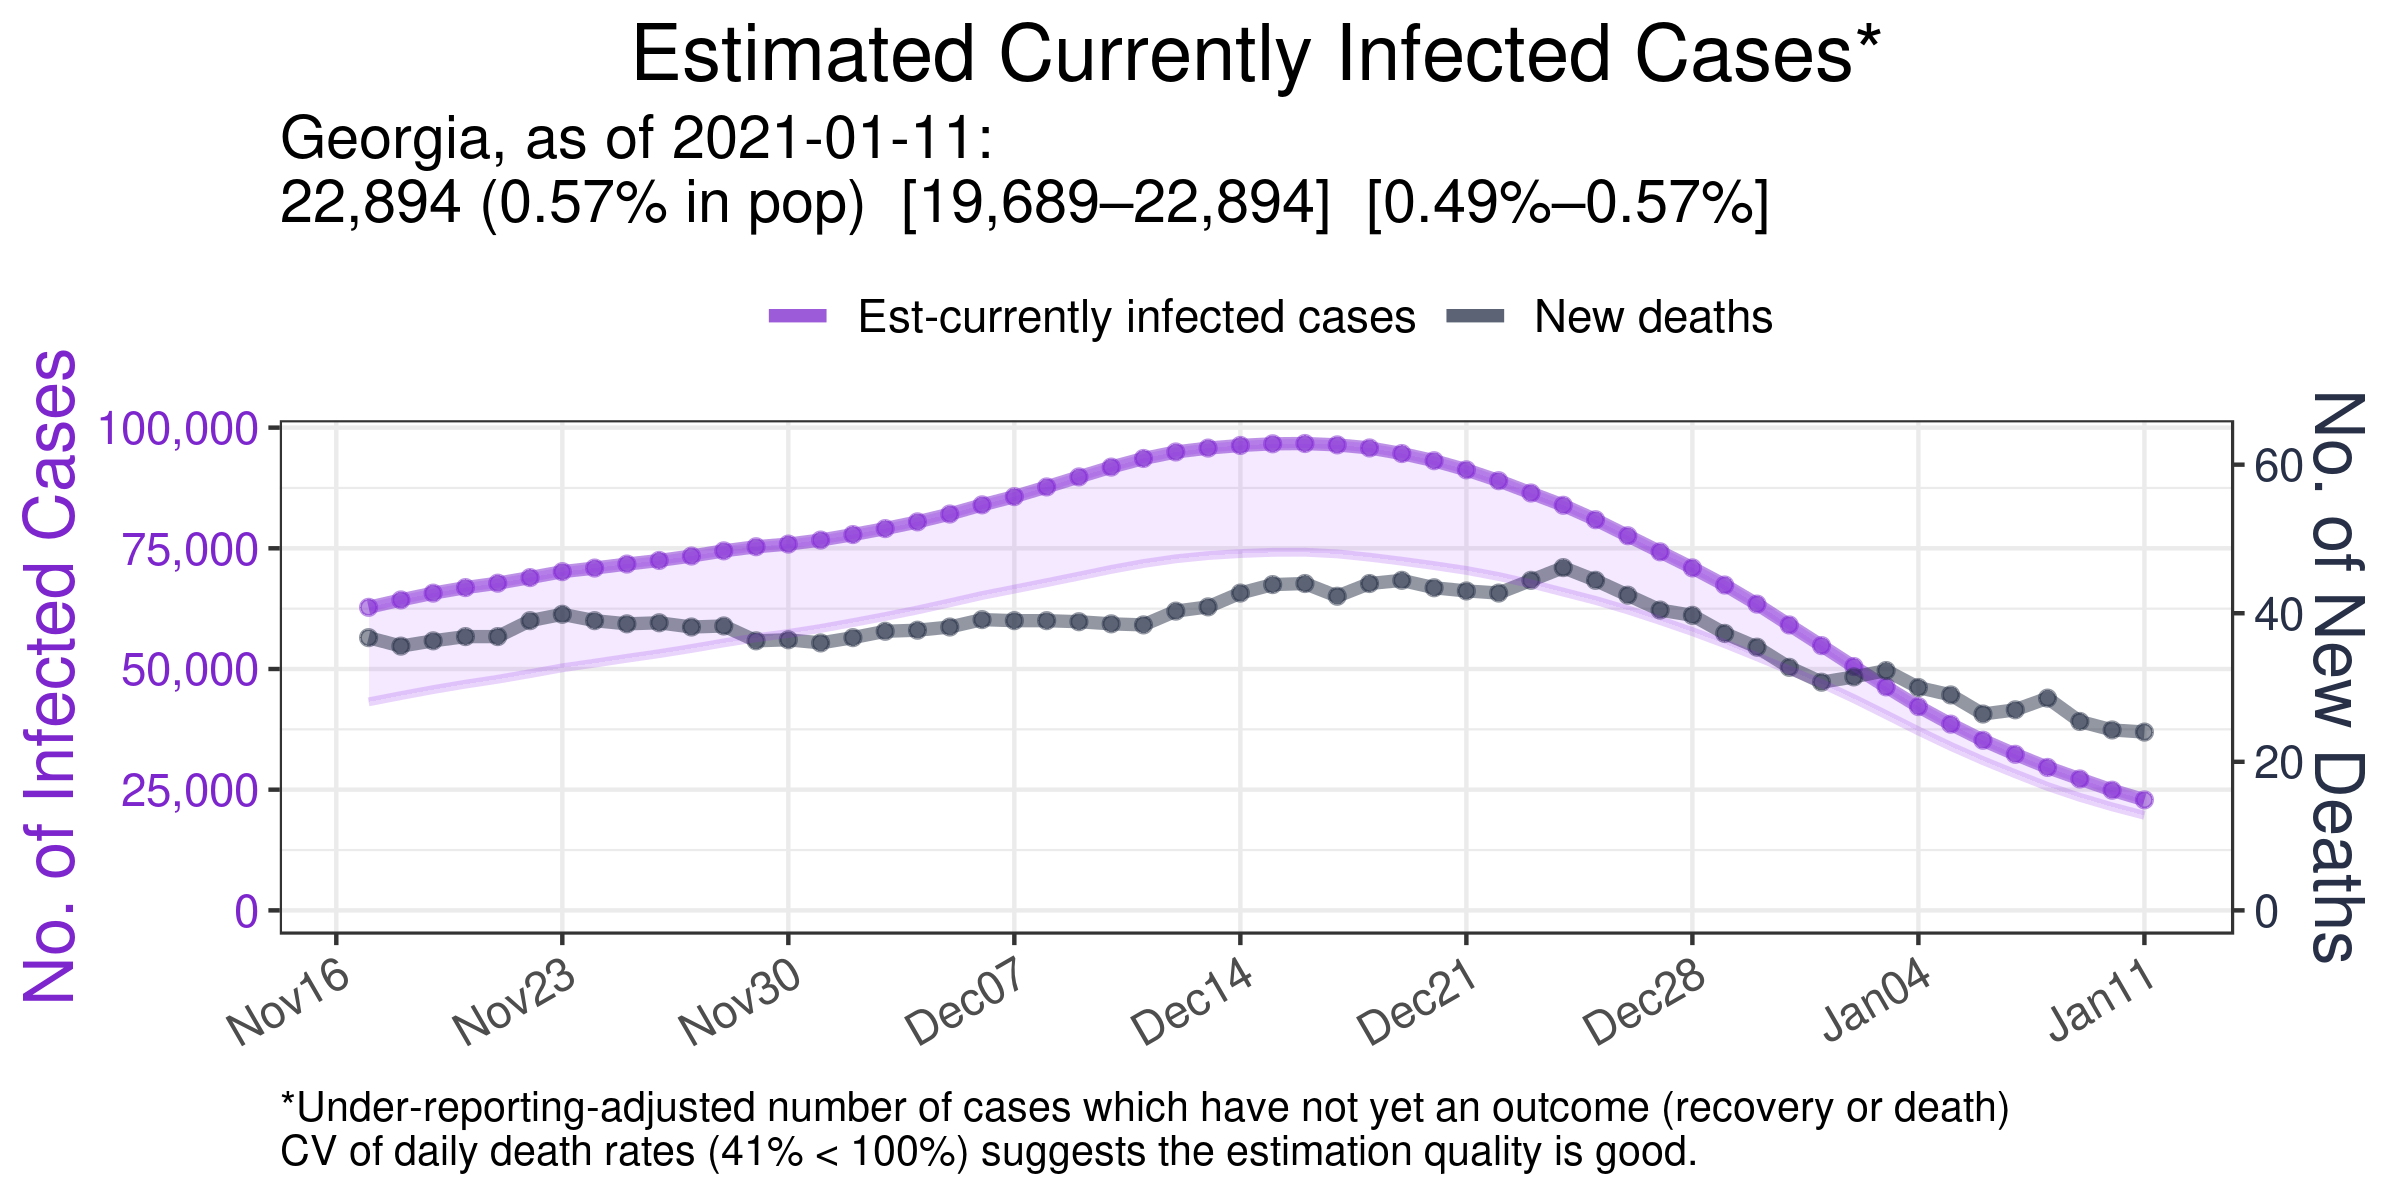 Estimated Currently Infected Cases*
Georgia, as of 2021-01-11:
22,894 (0.57% in pop)  [19,689–22,894]  [0.49%–0.57%]
Est-currently infected cases
New deaths
No. of Infected Cases
100,000
75,000
50,000
25,000
0
No. of New Deaths
60
40
20
0
Nov16
Nov23
Nov30
Dec07
Dec14
Dec21
Dec28
Jan04
Jan11
*Under-reporting-adjusted number of cases which have not yet an outcome (recovery or death)
CV of daily death rates (41% < 100%) suggests the estimation quality is good.